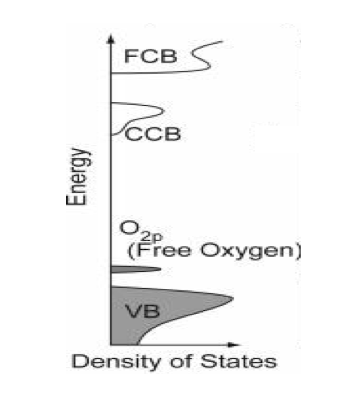 FCB
CCB
Energy
O2p
(Free Oxygen)
VB
Density of States